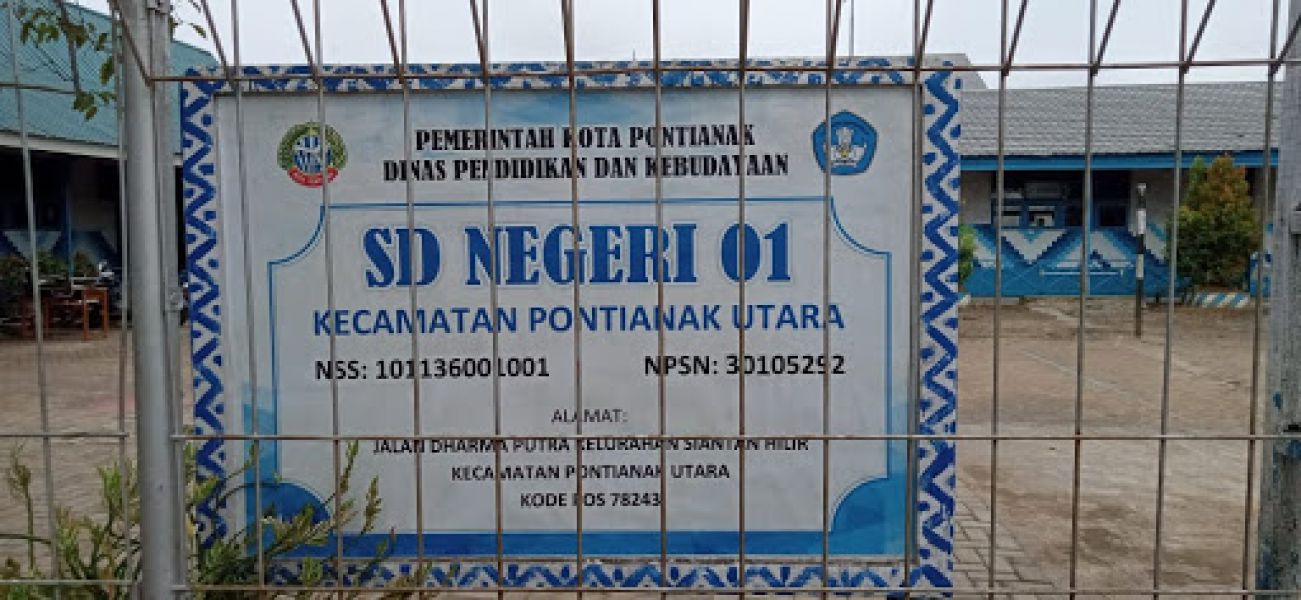 PEMERINTAH KOTA PONTIANAK
DINAS PENDIDIKAN DAN KEBUDAYAAN
SD NEGERI 01
KECAMATAN PONTIANAK UTARA
NSS: 101136001001 NPSN: 30105292
ALAMAT:
JALAN DHARMA PUTRA KELURAHAN SIANTAN HILIR
KECAMATAN PONTIANAK UTARA
KODE POS 78243